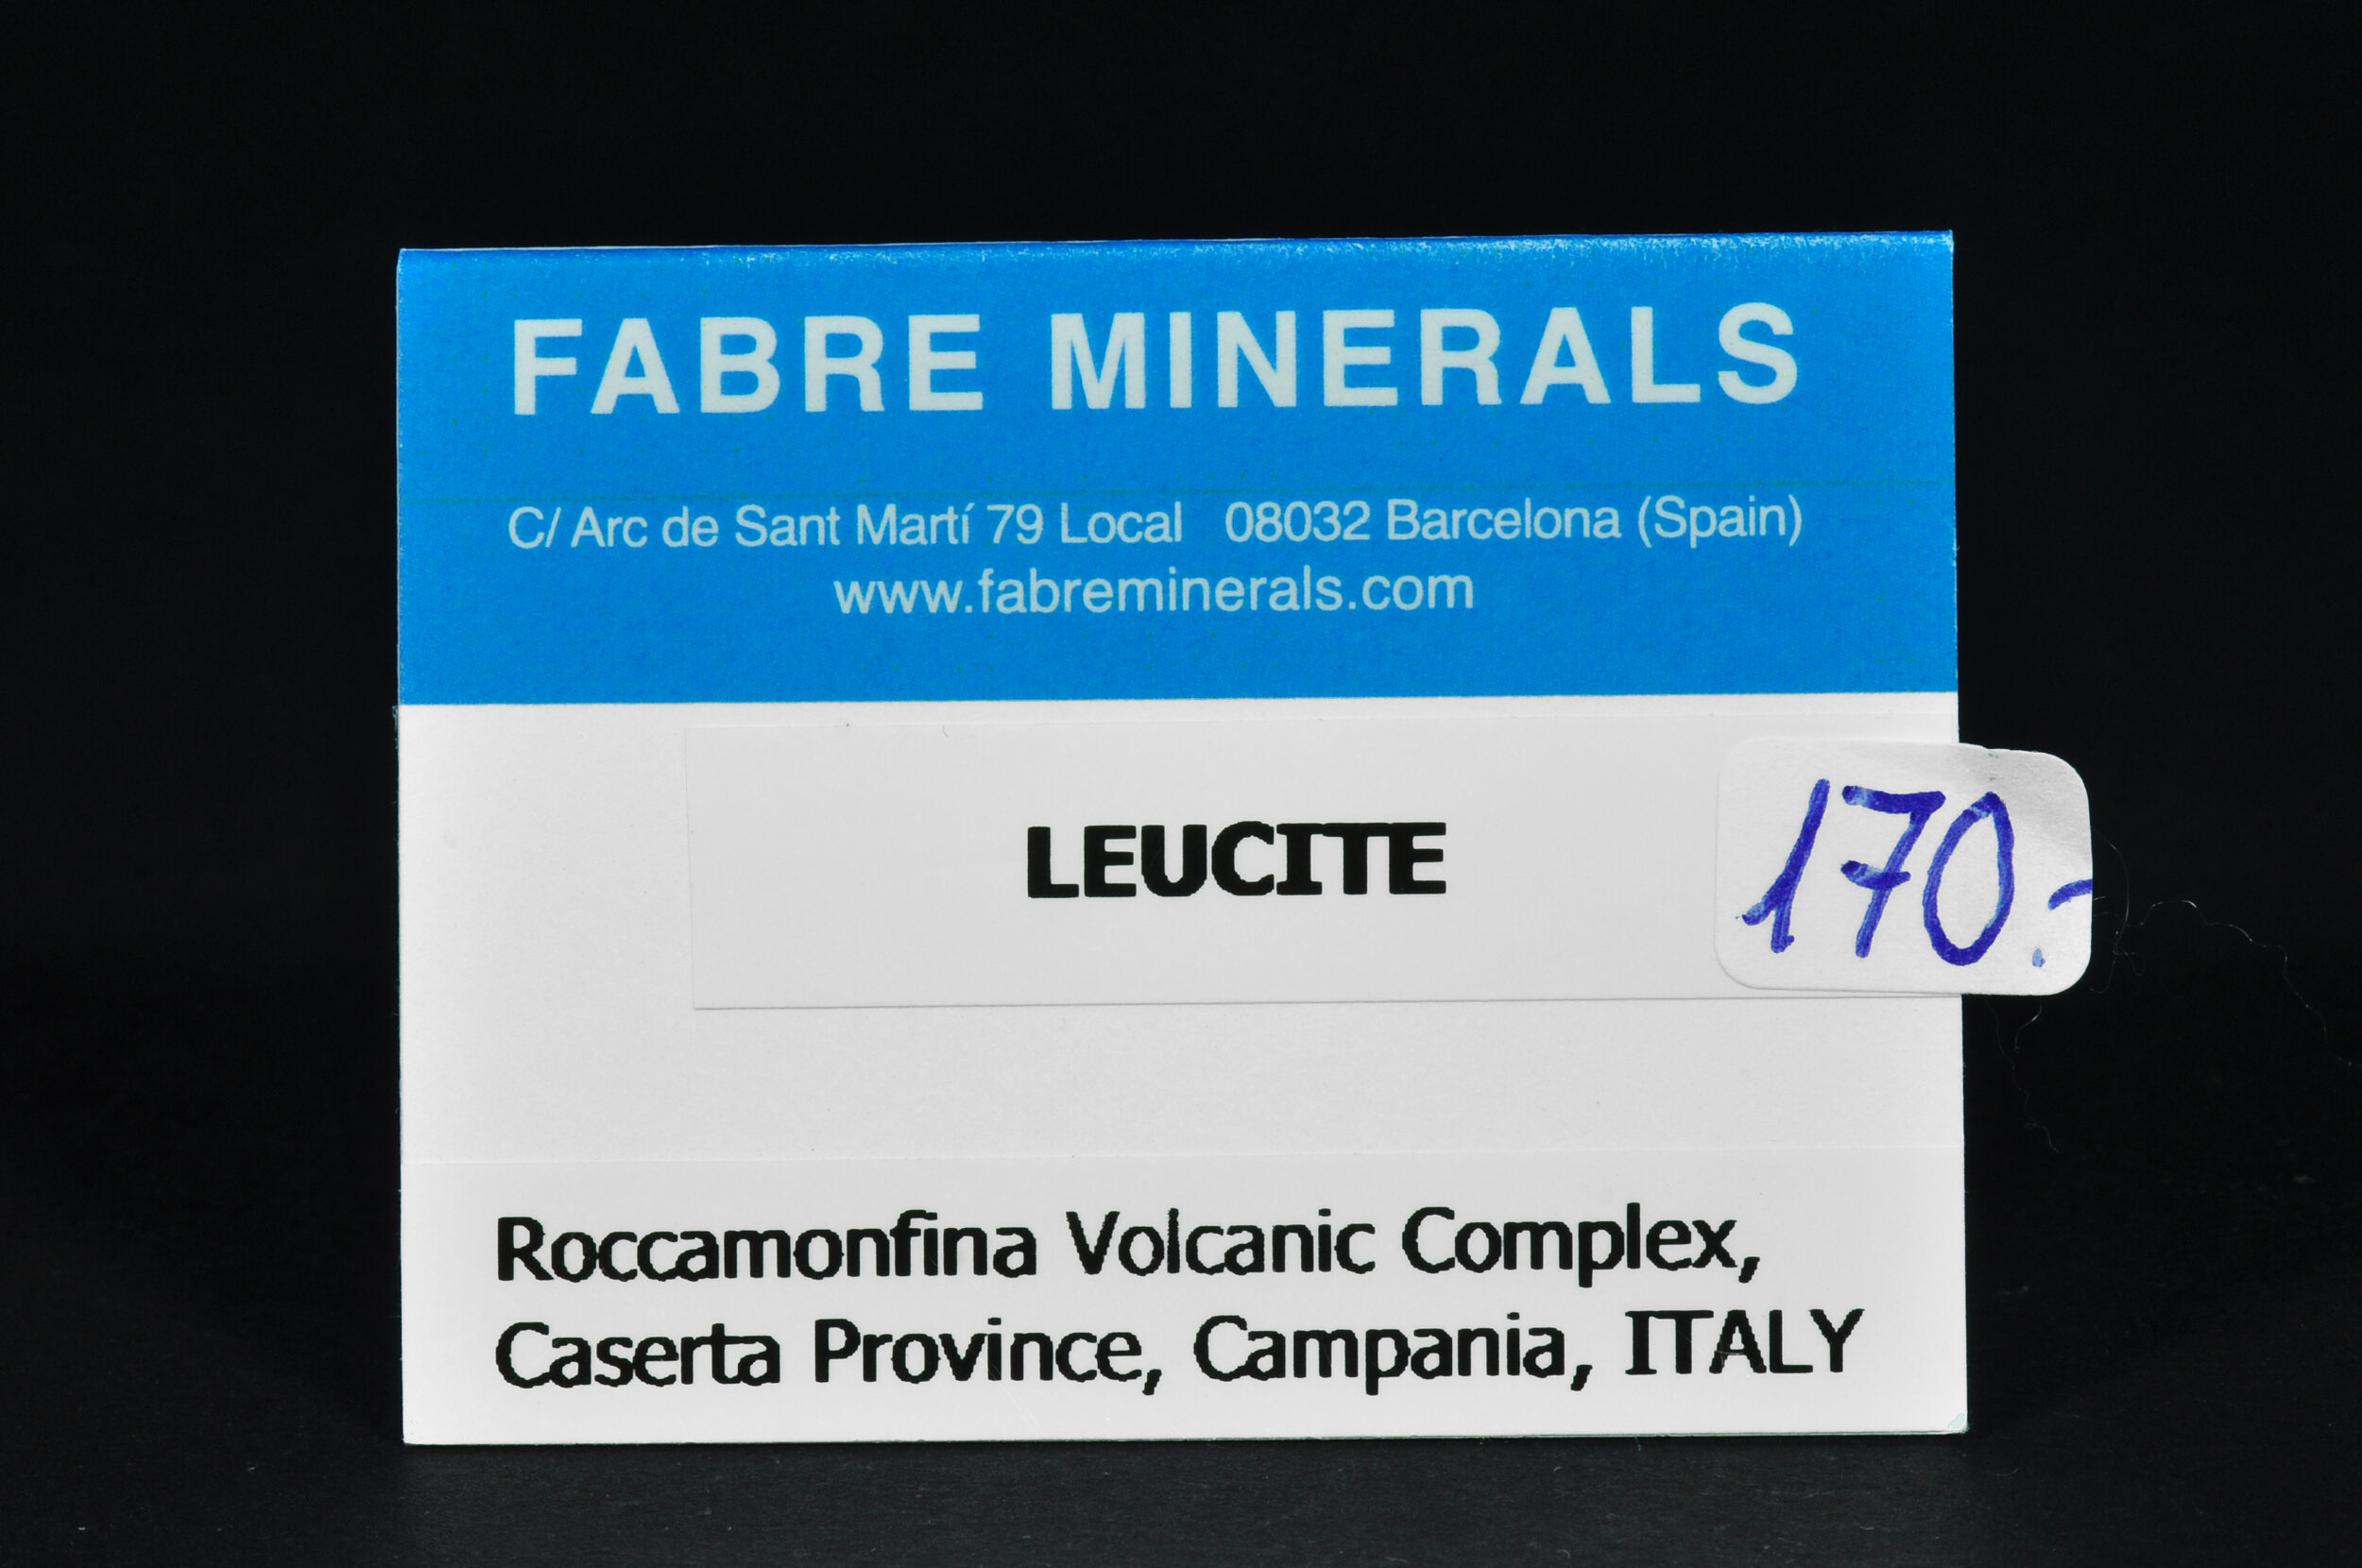 FABRE MINERALS
C/ Arc de Sant Martí 79 Local 08032 Barcelona (Spain)
www.fabreminerals.com
LEUCITE
170.-
Roccamonfina Volcanic Complex,
Caserta Province, Campania, ITALY